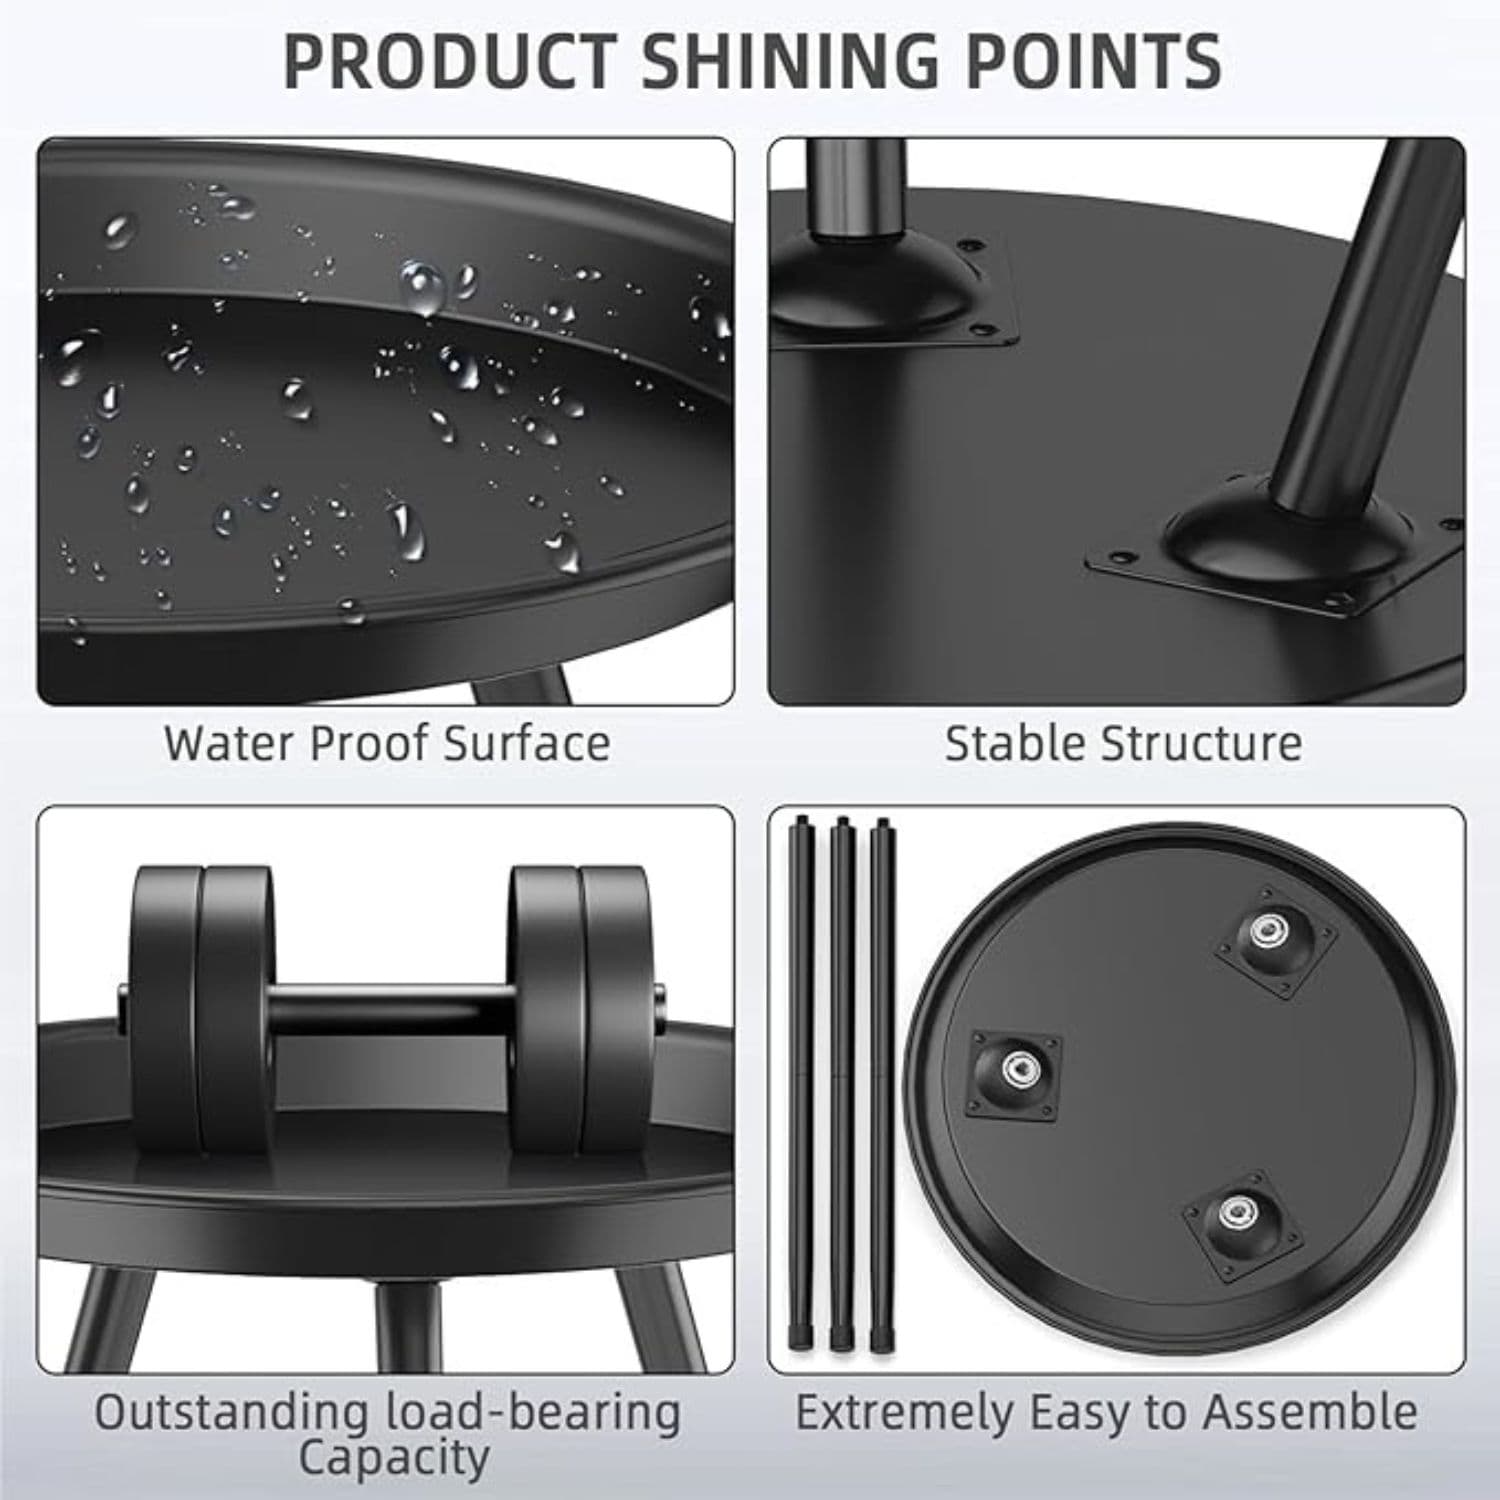 PRODUCT SHINING POINTS
Water Proof Surface
Stable Structure
Outstanding load-bearing
Capacity
Extremely Easy to Assemble